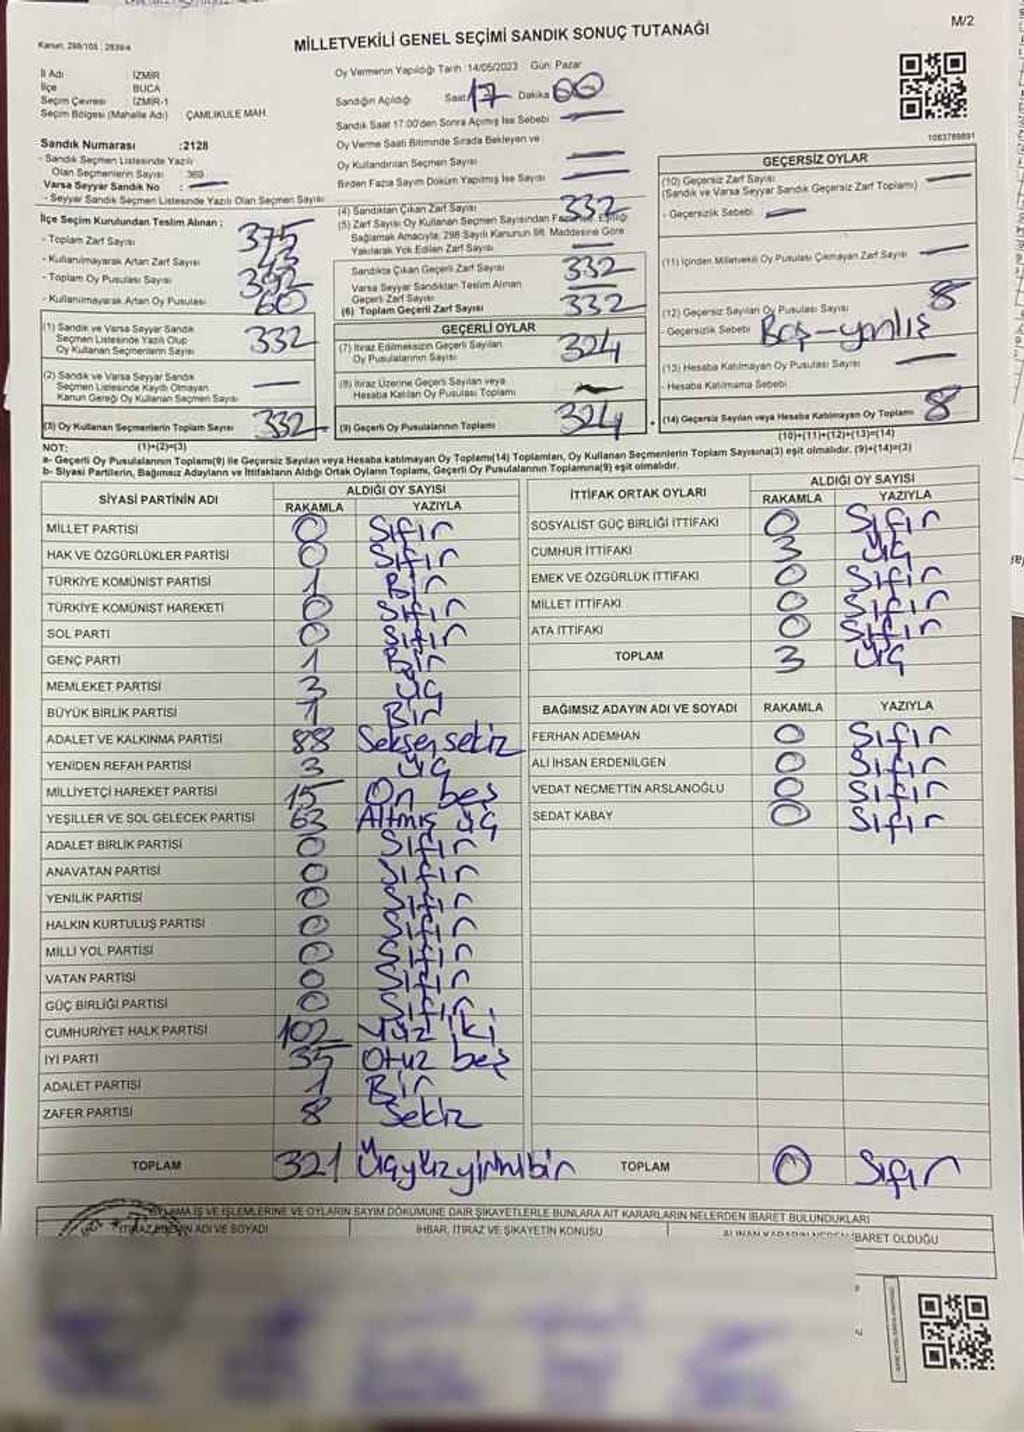 M/2
MİLLETVEKİLİ GENEL SEÇİMİ SANDIK SONUÇ TUTANAĞI
Kanun: 298/105 , 2839/4
İl Adı : İZMİR
İlçe : BUCA
Seçim Çevresi : İZMİR-1
Seçim Bölgesi (Mahalle Adı) : ÇAMLIKULE MAH.
Oy Vermenin Yapıldığı Tarih :14/05/2023 Gün: Pazar
Sandığın Açıldığı Saat 17 Dakika 00
Sandık Saat 17:00'den Sonra Açımış İse Sebebi
Oy Verme Saati Bitiminde Sırada Bekleyen ve
Oy Kullandırılan Seçmen Sayısı
Birden Fazla Sayım Döküm Yapılmış İse Sayısı
1083789891
Sandık Numarası :2128
- Sandık Seçmen Listesinde Yazılı
Olan Seçmenlerin Sayısı : 369
Varsa Seyyar Sandık No :
- Seyyar Sandık Seçmen Listesinde Yazılı Olan Seçmen Sayısı
İlçe Seçim Kurulundan Teslim Alınan :
- Toplam Zarf Sayısı 375
- Kullanılmayarak Artan Zarf Sayısı 43
- Toplam Oy Pusulası Sayısı 392
- Kullanılmayarak Artan Oy Pusulası 60
(1) Sandık ve Varsa Seyyar Sandık
Seçmen Listesinde Yazılı Olup
Oy Kullanan Seçmenlerin Sayısı 332
(2) Sandık ve Varsa Seyyar Sandık
Seçmen Listesinde Kayıtlı Olmayan
Kanun Gereği Oy Kullanan Seçmen Sayısı
(3) Oy Kullanan Seçmenlerin Toplam Sayısı 332
(1)+(2)=(3)
(4) Sandıktan Çıkan Zarf Sayısı 332
(5) Zarf Sayısı Oy Kullanan Seçmen Sayısından Fazla İse, Eşitliği
Sağlamak Amacıyla, 298 Sayılı Kanunun 98. Maddesine Göre
Yakılarak Yok Edilen Zarf Sayısı
Sandıkta Çıkan Geçerli Zarf Sayısı 332
Varsa Seyyar Sandıktan Teslim Alınan
Geçerli Zarf Sayısı
(6) Toplam Geçerli Zarf Sayısı 332
GEÇERLİ OYLAR
(7) İtiraz Edilmeksizin Geçerli Sayılan
Oy Pusulalarının Sayısı 324
(8) İtiraz Üzerine Geçerli Sayılan veya
Hesaba Katılan Oy Pusulası Toplamı
(9) Geçerli Oy Pusulalarının Toplamı 324
GEÇERSİZ OYLAR
(10) Geçersiz Zarf Sayısı
(Sandık ve Varsa Seyyar Sandık Geçersiz Zarf Toplamı)
- Geçersizlik Sebebi
(11) İçinden Milletvekili Oy Pusulası Çıkmayan Zarf Sayısı
(12) Geçersiz Sayılan Oy Pusulası Sayısı 8
- Geçersizlik Sebebi Boş-yanlış
(13) Hesaba Katılmayan Oy Pusulası Sayısı
- Hesaba Katılmama Sebebi
(14) Geçersiz Sayılan veya Hesaba Katılmayan Oy Toplamı 8
(10)+(11)+(12)+(13)=(14)
NOT:
a- Geçerli Oy Pusulalarının Toplamı(9) ile Geçersiz Sayılan veya Hesaba katılmayan Oy Toplamı(14) Toplamları, Oy Kullanan Seçmenlerin Toplam Sayısına(3) eşit olmalıdır. (9)+(14)=(3)
b- Siyasi Partilerin, Bağımsız Adayların ve İttifakların Aldığı Ortak Oyların Toplamı, Geçerli Oy Pusulalarının Toplamına(9) eşit olmalıdır.
SİYASİ PARTİNİN ADI ALDIĞI OY SAYISI
RAKAMLA YAZIYLA
MİLLET PARTİSİ 0 Sıfır
HAK VE ÖZGÜRLÜKLER PARTİSİ 0 Sıfır
TÜRKİYE KOMÜNİST PARTİSİ 1 Bir
TÜRKİYE KOMÜNİST HAREKETİ 0 Sıfır
SOL PARTİ 0 Sıfır
GENÇ PARTİ 1 Bir
MEMLEKET PARTİSİ 3 Üç
BÜYÜK BİRLİK PARTİSİ 1 Bir
ADALET VE KALKINMA PARTİSİ 88 Seksen sekiz
YENİDEN REFAH PARTİSİ 3 Üç
MİLLİYETÇİ HAREKET PARTİSİ 15 On beş
YEŞİLLER VE SOL GELECEK PARTİSİ 63 Altmış üç
ADALET BİRLİK PARTİSİ 0 Sıfır
ANAVATAN PARTİSİ 0 Sıfır
YENİLİK PARTİSİ 0 Sıfır
HALKIN KURTULUŞ PARTİSİ 0 Sıfır
MİLLİ YOL PARTİSİ 0 Sıfır
VATAN PARTİSİ 0 Sıfır
GÜÇ BİRLİĞİ PARTİSİ 0 Sıfır
CUMHURİYET HALK PARTİSİ 102 Yüz iki
İYİ PARTİ 35 Otuz beş
ADALET PARTİSİ 1 Bir
ZAFER PARTİSİ 8 Sekiz
TOPLAM 321 Üçyüzyirmibir
İTTİFAK ORTAK OYLARI ALDIĞI OY SAYISI
RAKAMLA YAZIYLA
SOSYALİST GÜÇ BİRLİĞİ İTTİFAKI 0 Sıfır
CUMHUR İTTİFAKI 3 Üç
EMEK VE ÖZGÜRLÜK İTTİFAKI 0 Sıfır
MİLLET İTTİFAKI 0 Sıfır
ATA İTTİFAKI 0 Sıfır
TOPLAM 3 Üç
BAĞIMSIZ ADAYIN ADI VE SOYADI RAKAMLA YAZIYLA
FERHAN ADEMHAN 0 Sıfır
ALİ İHSAN ERDENİLGEN 0 Sıfır
VEDAT NECMETTİN ARSLANOĞLU 0 Sıfır
SEDAT KABAY 0 Sıfır
TOPLAM 0 Sıfır
OYLAMA İŞ VE İŞLEMLERİNE VE OYLARIN SAYIM DÖKÜMÜNE DAİR ŞİKAYETLERLE BUNLARA AİT KARARLARIN NELERDEN İBARET BULUNDUKLARI
İTİRAZ EDENİN ADI VE SOYADI İHBAR, İTİRAZ VE ŞİKAYETİN KONUSU ALINAN KARARIN NEDEN İBARET OLDUĞU